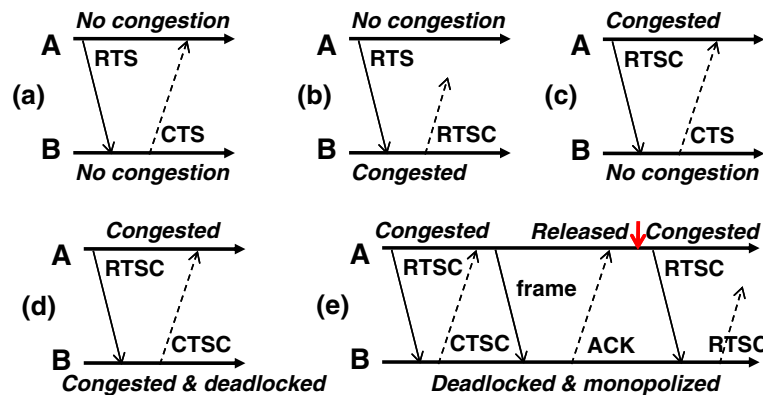 No congestion
A
RTS
(a)
CTS
B
No congestion
No congestion
A
RTS
(b)
RTSC
B
Congested
Congested
A
RTSC
(c)
CTS
B
No congestion
Congested
A
RTSC
(d)
CTSC
B
Congested & deadlocked
Congested Released Congested
A
RTSC frame RTSC
(e)
CTSC ACK RTSC
B
Deadlocked & monopolized